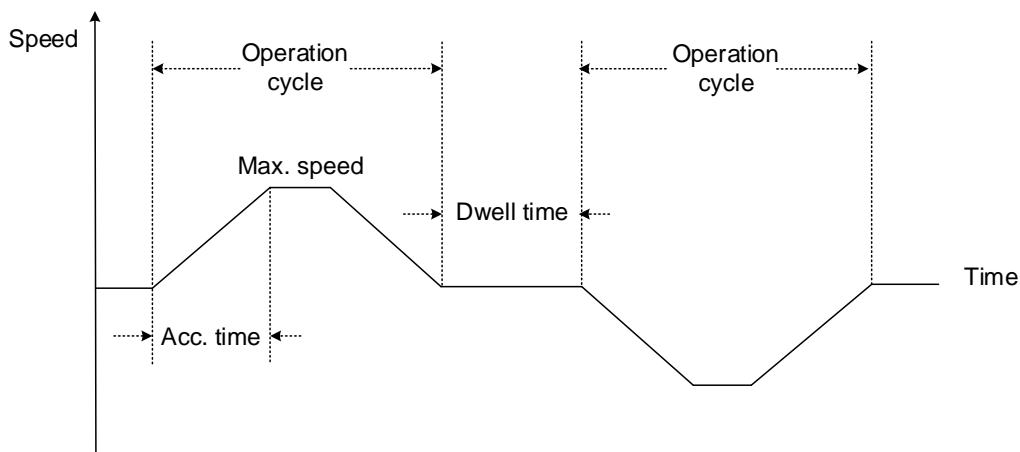 Speed
Operation
cycle
Operation
cycle
Max. speed
Dwell time
Time
Acc. time